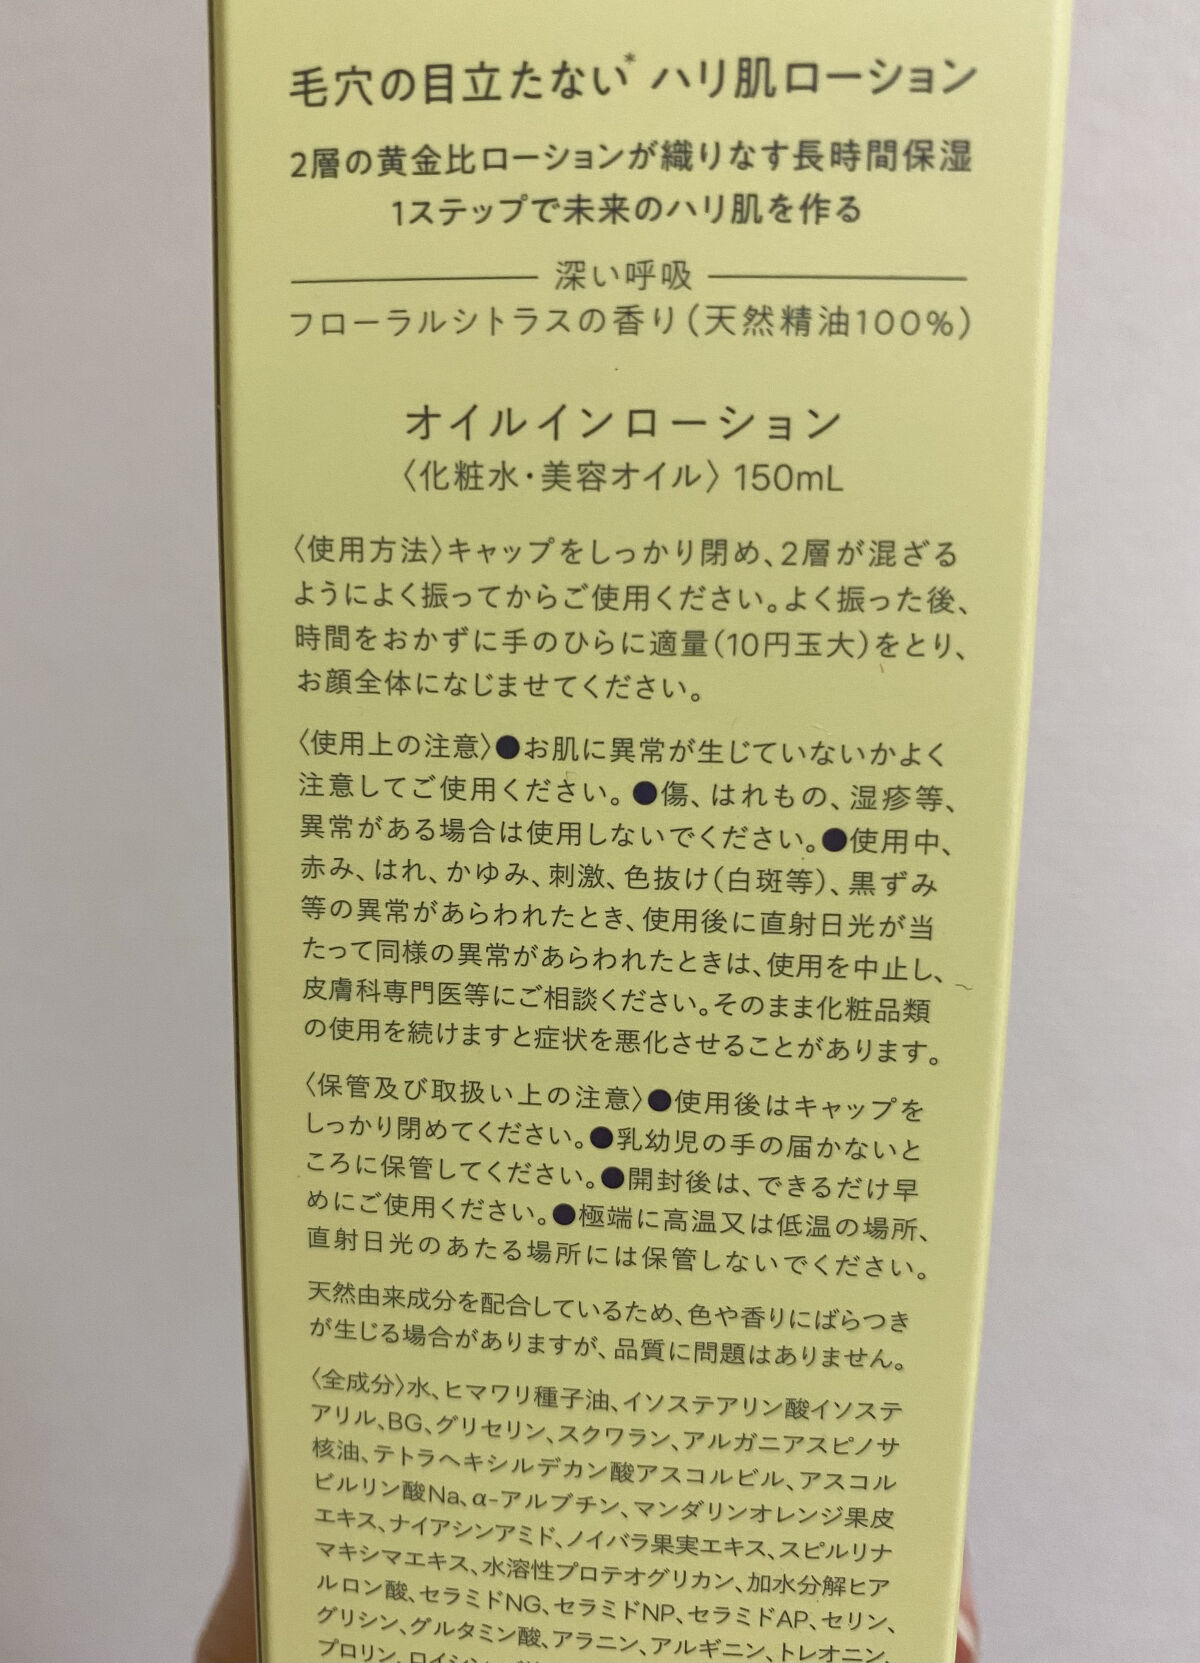 毛穴の目立たない* ハリ肌ローション
2層の黄金比ローションが織りなす長時間保湿
1ステップで未来のハリ肌を作る
深い呼吸
フローラルシトラスの香り(天然精油100%)
オイルインローション
〈化粧水・美容オイル〉150mL
〈使用方法〉キャップをしっかり閉め、2層が混ざる
ようによく振ってからご使用ください。よく振った後、
時間をおかずに手のひらに適量(10円玉大)をとり、
お顔全体になじませてください。
〈使用上の注意〉●お肌に異常が生じていないかよく
注意してご使用ください。●傷、はれもの、湿疹等、
異常がある場合は使用しないでください。●使用中、
赤み、はれ、かゆみ、刺激、色抜け(白斑等)、黒ずみ
等の異常があらわれたとき、使用後に直射日光が当
たって同様の異常があらわれたときは、使用を中止し、
皮膚科専門医等にご相談ください。そのまま化粧品類
の使用を続けますと症状を悪化させることがあります。
〈保管及び取扱い上の注意〉●使用後はキャップを
しっかり閉めてください。●乳幼児の手の届かないと
ころに保管してください。●開封後は、できるだけ早
めにご使用ください。●極端に高温又は低温の場所、
直射日光のあたる場所には保管しないでください。
天然由来成分を配合しているため、色や香りにばらつき
が生じる場合がありますが、品質に問題はありません。
〈全成分〉水、ヒマワリ種子油、イソステアリン酸イソステ
アリル、BG、グリセリン、スクワラン、アルガニアスピノサ
核油、テトラヘキシルデカン酸アスコルビル、アスコル
ビルリン酸Na、α-アルブチン、マンダリンオレンジ果皮
エキス、ナイアシンアミド、ノイバラ果実エキス、スピルリナ
マキシマエキス、水溶性プロテオグリカン、加水分解ヒア
ルロン酸、セラミドNG、セラミドNP、セラミドAP、セリン、
グリシン、グルタミン酸、アラニン、アルギニン、トレオニン、
プロリン、ロイシン、